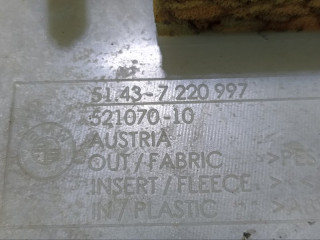 51.43-7 220 997
521070-10
AUSTRIA
OUT/FABRIC
INSERT/FLEECE
IN/PLASTIC